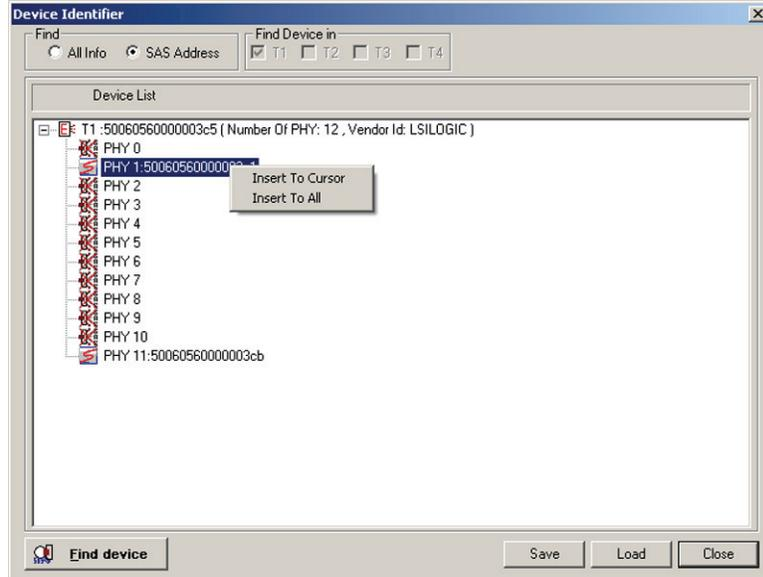 Device Identifier
Find
All Info
SAS Address
Find Device in
T1
T2
T3
T4
Device List
T1 :50060560000003c5 ( Number Of PHY: 12 , Vendor Id: LSILOGIC )
PHY 0
PHY 1:
PHY 2
PHY 3
PHY 4
PHY 5
PHY 6
PHY 7
PHY 8
PHY 9
PHY 10
PHY 11:50060560000003cb
Insert To Cursor
Insert To All
Find device
Save
Load
Close